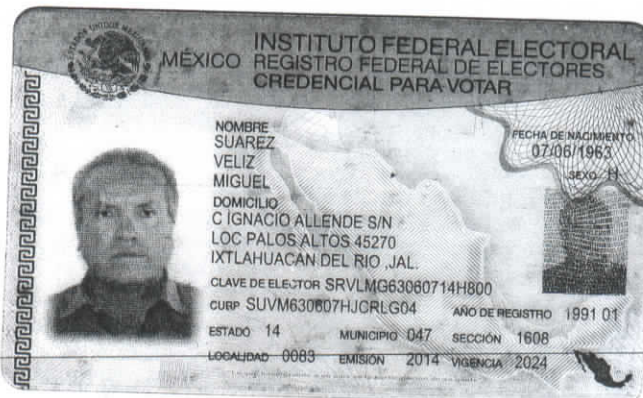 MÉXICO
INSTITUTO FEDERAL ELECTORAL
REGISTRO FEDERAL DE ELECTORES
CREDENCIAL PARA VOTAR
NOMBRE
SUAREZ
VELIZ
MIGUEL
FECHA DE NACIMIENTO
07/06/1963
SEXO H
DOMICILIO
C IGNACIO ALLENDE S/N
LOC PALOS ALTOS 45270
IXTLAHUACAN DEL RIO ,JAL.
CLAVE DE ELECTOR SRVLMG63060714H800
CURP SUVM630607HJCRLG04 AÑO DE REGISTRO 1991 01
ESTADO 14 MUNICIPIO 047 SECCIÓN 1608
LOCALIDAD 0083 EMISIÓN 2014 VIGENCIA 2024